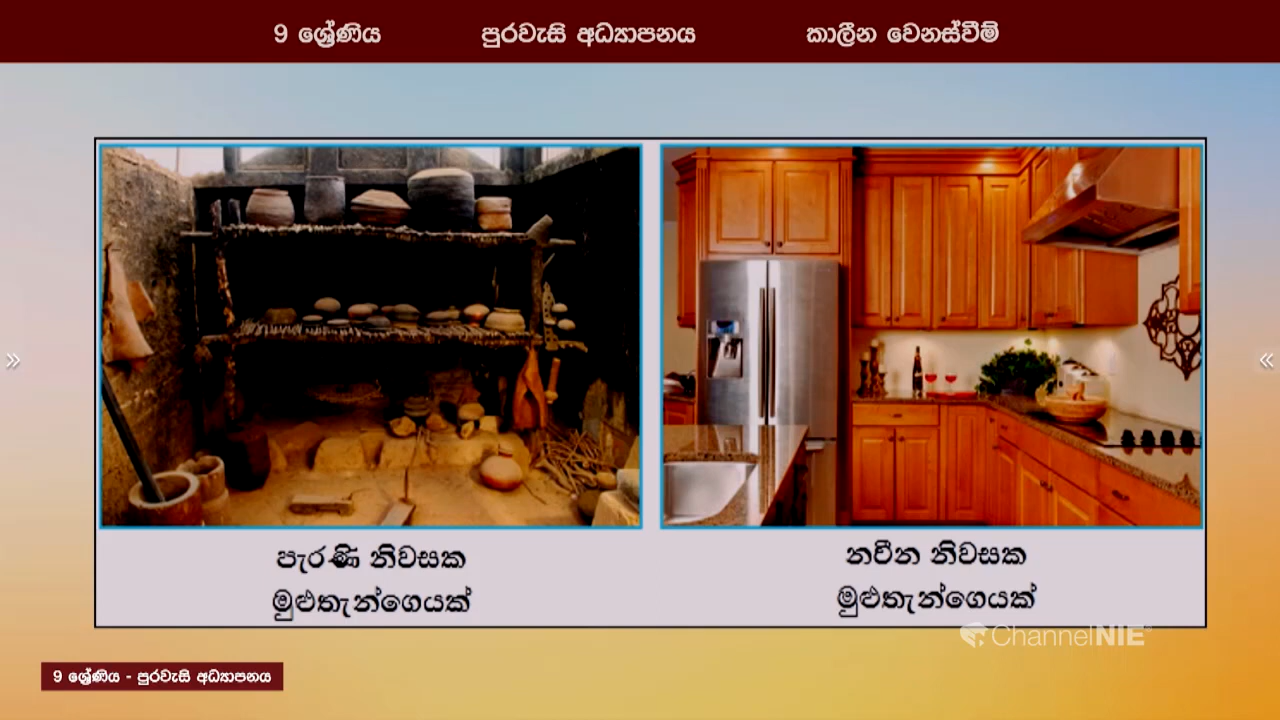 9 ශ්‍රේණිය පුරවැසි අධ්‍යාපනය කාලීන වෙනස්වීම්
පැරණි නිවසක
මුළුතැන්ගෙයක්
නවීන නිවසක
මුළුතැන්ගෙයක්
ChannelNIE
9 ශ්‍රේණිය - පුරවැසි අධ්‍යාපනය